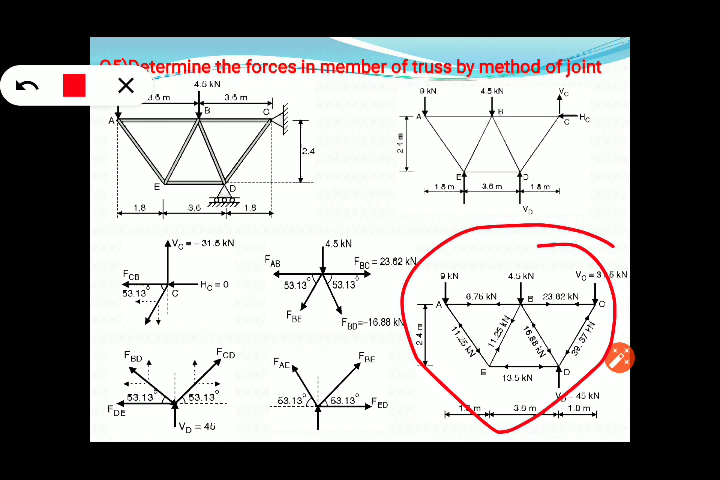 Q5)Determine the forces in member of truss by method of joint
4.5 kN
3.6 m
3.6 m
A
B
C
2.4
E
D
1.8
3.6
1.8
9 kN
4.5 kN
VC
A
B
C
HC
2.4 m
E
D
1.8 m
3.6 m
1.8 m
VD
VC = – 31.5 kN
FCB
53.13°
C
HC = 0
4.5 kN
FAB
FBC = 23.62 kN
53.13°
53.13°
FBE
FBD=–16.88 kN
9 kN
4.5 kN
VC = 31.5 kN
A
6.75 kN
B
23.62 kN
C
2.4 m
11.25 kN
11.25 kN
16.88 kN
39.37 kN
E
D
13.5 kN
45 kN
3.6 m
1.8 m
FBD
FCD
53.13°
53.13°
FDE
VD = 45
FAE
FBE
53.13°
53.13°
FED